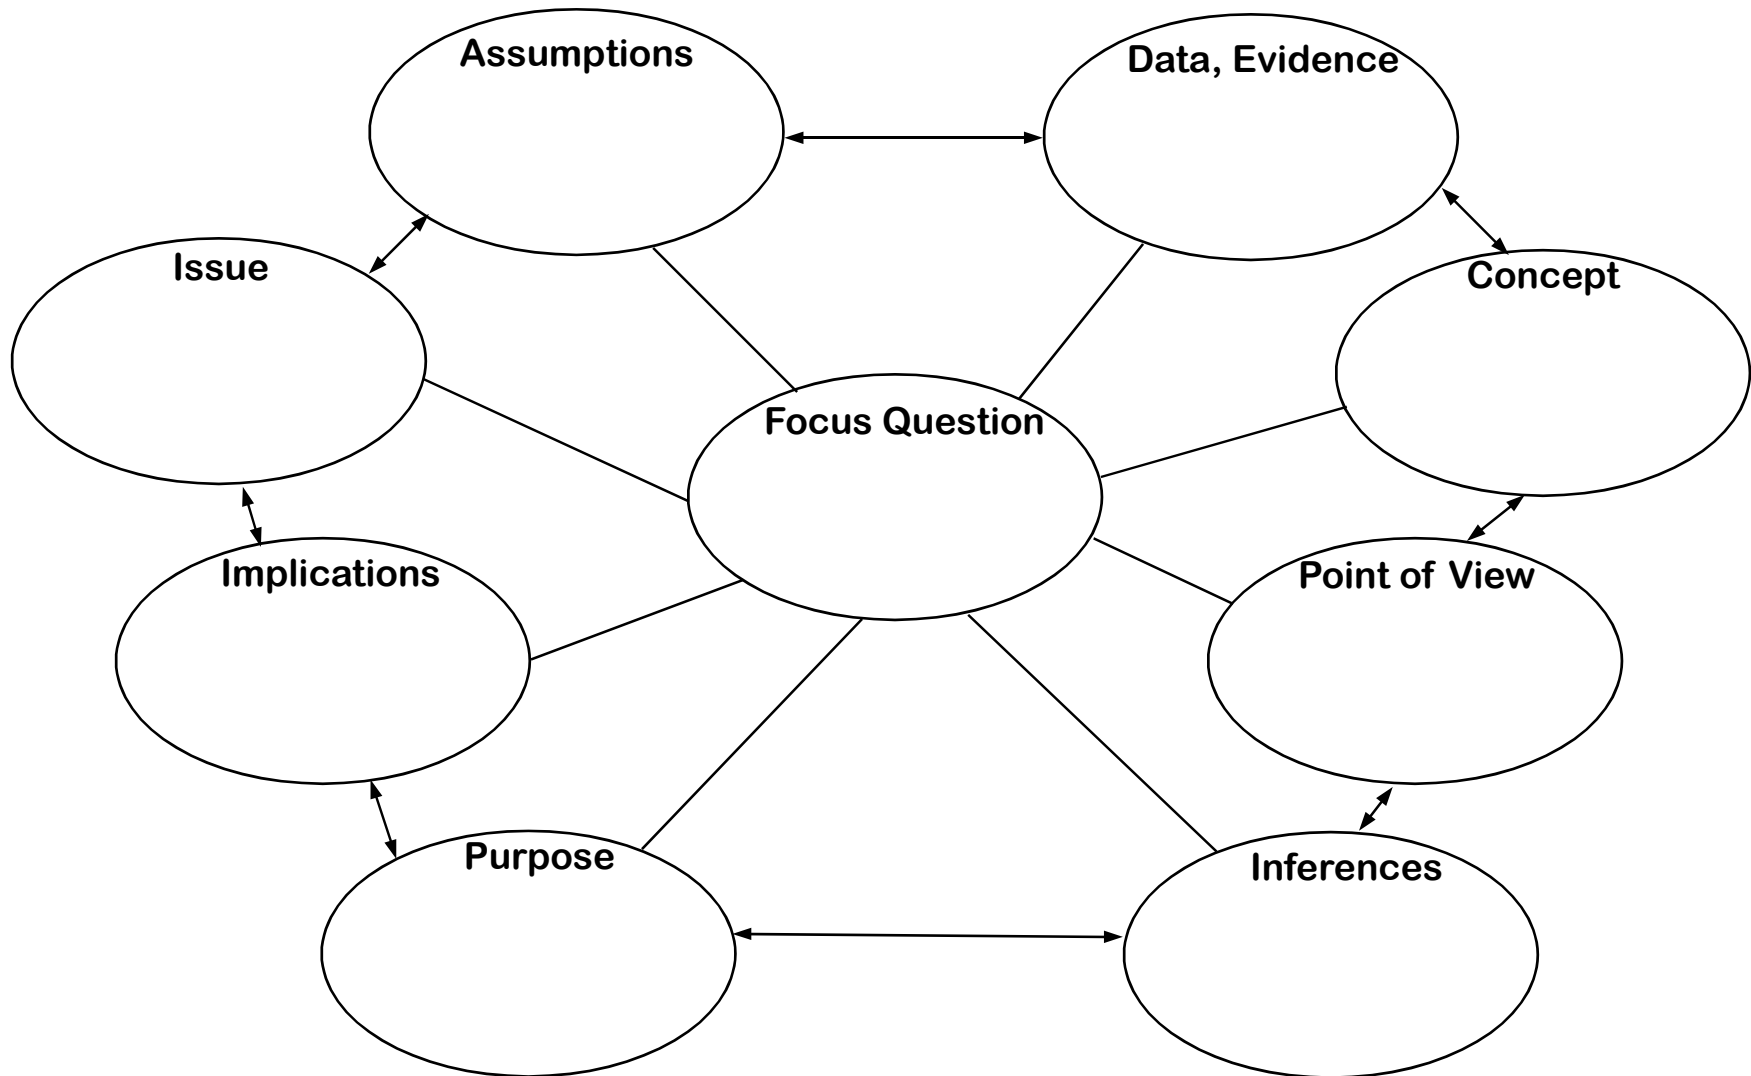 Assumptions
Data, Evidence
Issue
Concept
Focus Question
Implications
Point of View
Purpose
Inferences